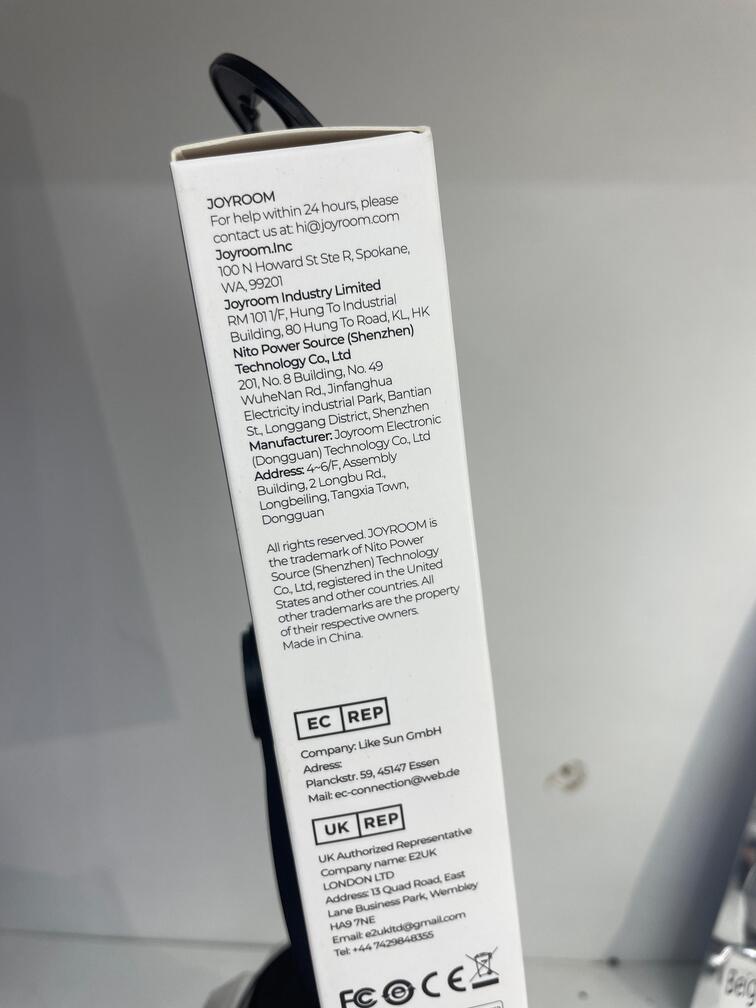 JOYROOM
For help within 24 hours, please
contact us at: hi@joyroom.com
Joyroom.Inc
100 N Howard St Ste R, Spokane,
WA, 99201
Joyroom Industry Limited
RM 101 1/F, Hung To Industrial
Building, 80 Hung To Road, KL, HK
Nito Power Source (Shenzhen)
Technology Co., Ltd
201, No. 8 Building, No. 49
WuheNan Rd., Jinfanghua
Electricity industrial Park, Bantian
St., Longgang District, Shenzhen
Manufacturer: Joyroom Electronic
(Dongguan) Technology Co., Ltd
Address: 4~6/F, Assembly
Building, 2 Longbu Rd.,
Longbeiling, Tangxia Town,
Dongguan
All rights reserved. JOYROOM is
the trademark of Nito Power
Source (Shenzhen) Technology
Co., Ltd, registered in the United
States and other countries. All
other trademarks are the property
of their respective owners.
Made in China.
EC REP
Company: Like Sun GmbH
Adress:
Planckstr. 59, 45147 Essen
Mail: ec-connection@web.de
UK REP
UK Authorized Representative
Company name: E2UK
LONDON LTD
Address: 13 Quad Road, East
Lane Business Park, Wembley
HA9 7NE
Email: e2ukltd@gmail.com
Tel: +44 7429848355
FC CE